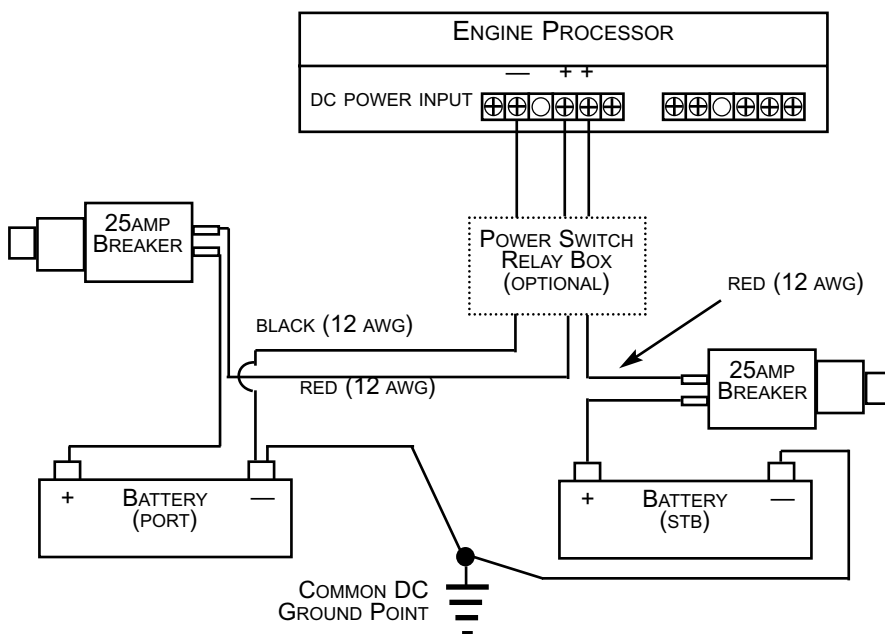 ENGINE PROCESSOR
— + +
DC POWER INPUT
25AMP
BREAKER
POWER SWITCH
RELAY BOX
(OPTIONAL)
RED (12 AWG)
BLACK (12 AWG)
RED (12 AWG)
25AMP
BREAKER
+ BATTERY —
(PORT)
+ BATTERY —
(STB)
COMMON DC
GROUND POINT